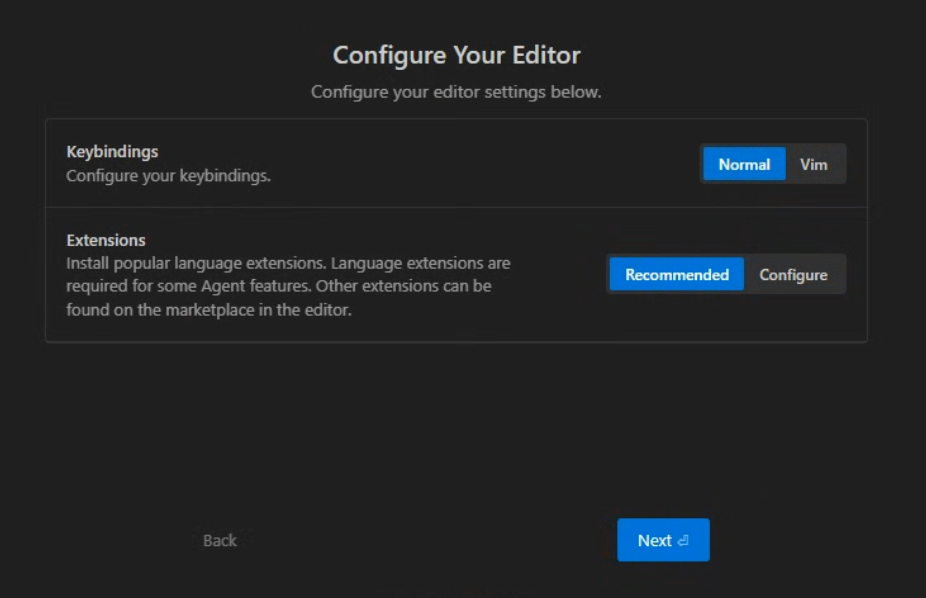 Configure Your Editor
Configure your editor settings below.
Keybindings
Configure your keybindings.
Normal
Vim
Extensions
Install popular language extensions. Language extensions are
required for some Agent features. Other extensions can be
found on the marketplace in the editor.
Recommended
Configure
Back
Next ⏎